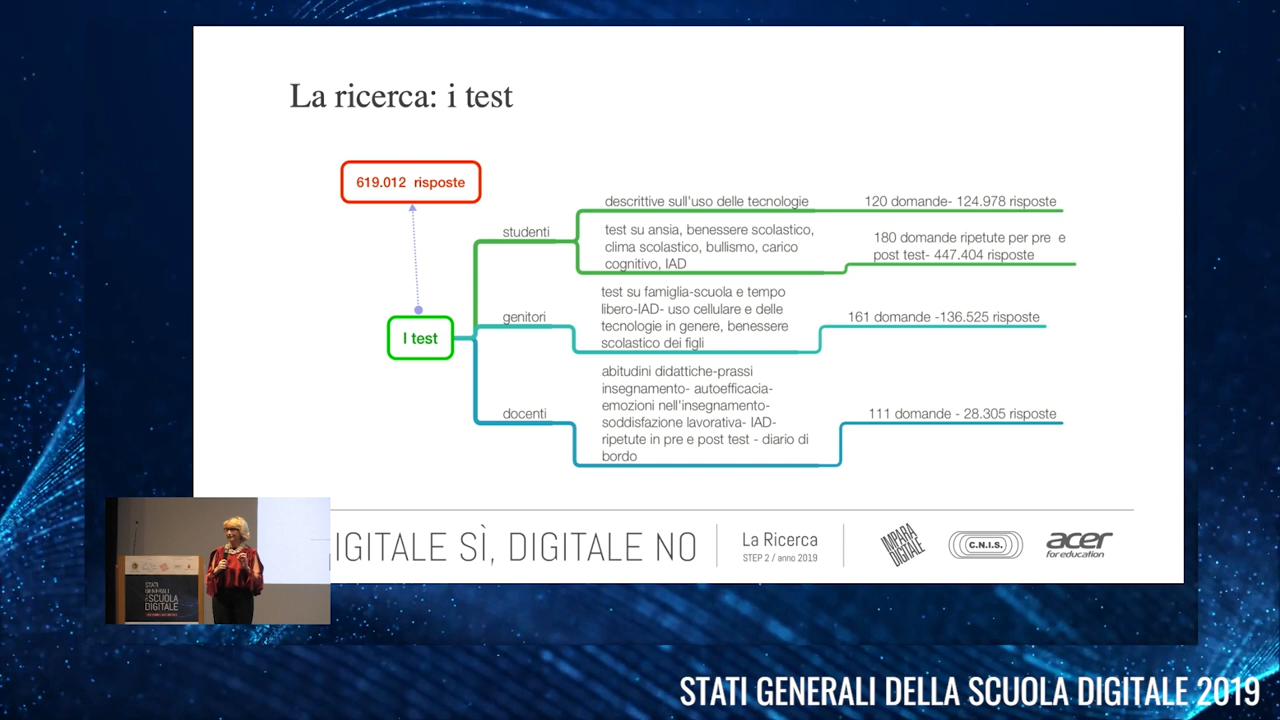 La ricerca: i test
619.012 risposte
I test
studenti
descrittive sull'uso delle tecnologie
120 domande- 124.978 risposte
test su ansia, benessere scolastico,
clima scolastico, bullismo, carico
cognitivo, IAD
180 domande ripetute per pre e
post test- 447.404 risposte
genitori
test su famiglia-scuola e tempo
libero-IAD- uso cellulare e delle
tecnologie in genere, benessere
scolastico dei figli
161 domande -136.525 risposte
docenti
abitudini didattiche-prassi
insegnamento- autoefficacia-
emozioni nell'insegnamento-
soddisfazione lavorativa- IAD-
ripetute in pre e post test - diario di
bordo
111 domande - 28.305 risposte
IGITALE SÌ, DIGITALE NO
La Ricerca
STEP 2 / anno 2019
IMPARA
DIGITALE
C.N.I.S.
acer
for education
STATI
GENERALI
SCUOLA
DIGITALE
STATI GENERALI DELLA SCUOLA DIGITALE 2019